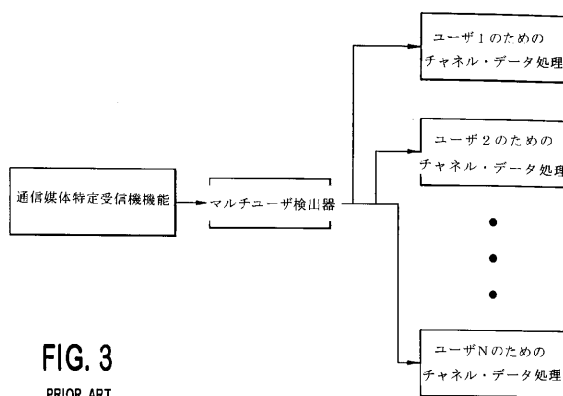 ユーザ1のための
チャネル・データ処理
ユーザ2のための
チャネル・データ処理
通信媒体特定受信機機能
マルチユーザ検出器
ユーザNのための
チャネル・データ処理
FIG. 3
PRIOR ART